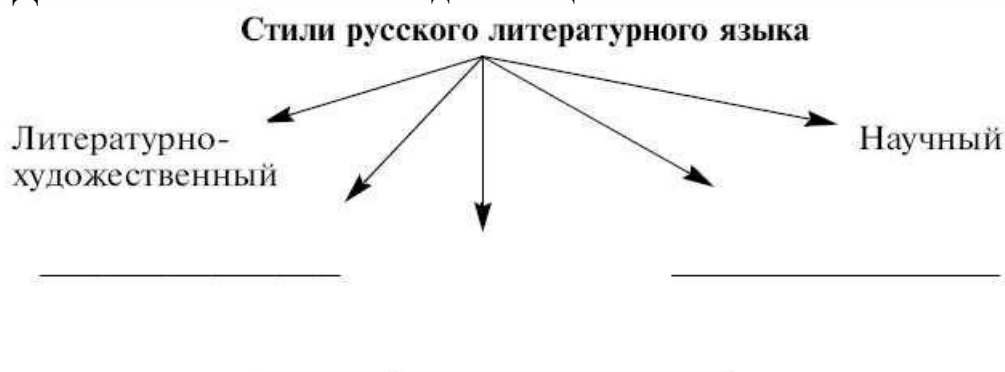 Стили русского литературного языка
Литературно-
художественный
Научный